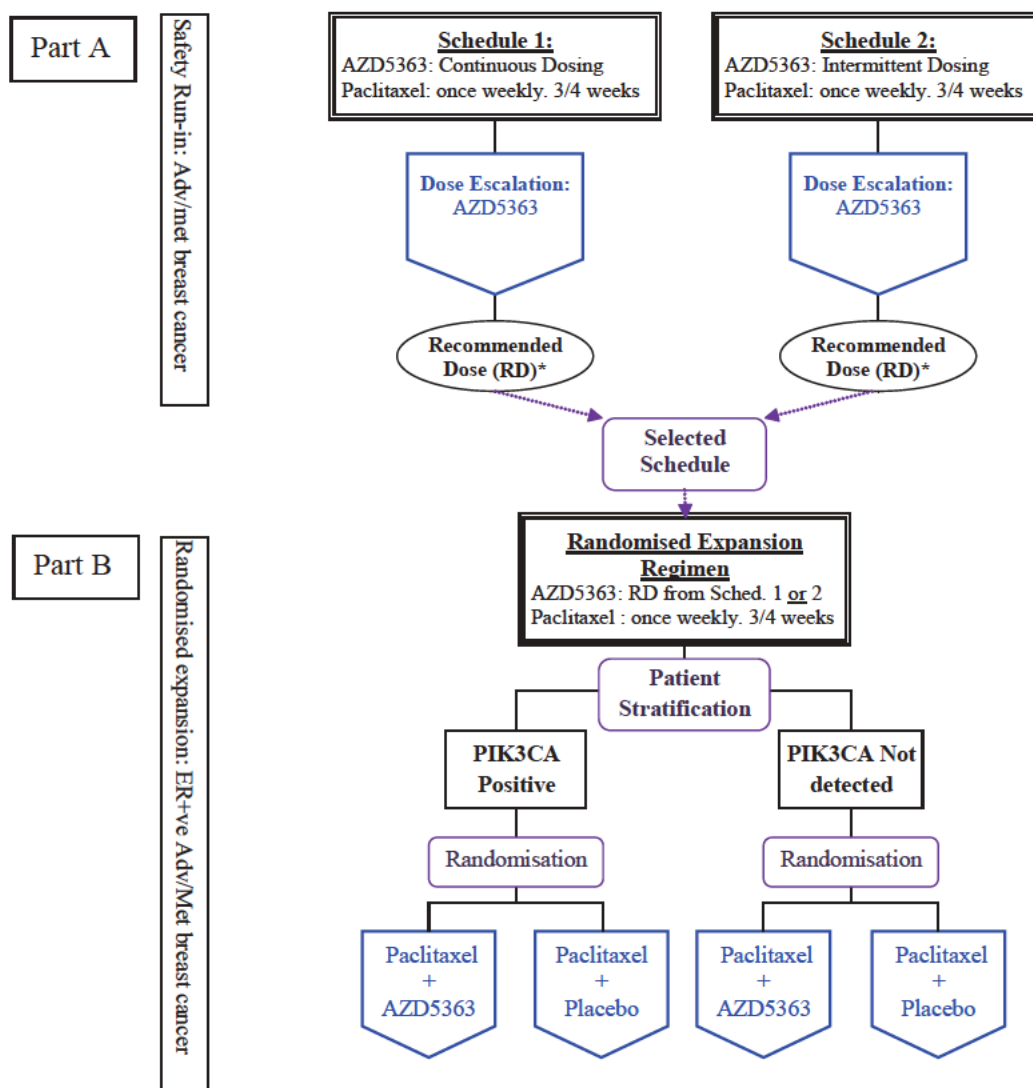 Part A
Safety Run-in: Adv/met breast cancer
Schedule 1:
AZD5363: Continuous Dosing
Paclitaxel: once weekly. 3/4 weeks
Schedule 2:
AZD5363: Intermittent Dosing
Paclitaxel: once weekly. 3/4 weeks
Dose Escalation:
AZD5363
Dose Escalation:
AZD5363
Recommended
Dose (RD)*
Recommended
Dose (RD)*
Selected
Schedule
Part B
Randomised expansion: ER+ve Adv/Met breast cancer
Randomised Expansion
Regimen
AZD5363: RD from Sched. 1 or 2
Paclitaxel : once weekly. 3/4 weeks
Patient
Stratification
PIK3CA
Positive
PIK3CA Not
detected
Randomisation
Randomisation
Paclitaxel
+
AZD5363
Paclitaxel
+
Placebo
Paclitaxel
+
AZD5363
Paclitaxel
+
Placebo